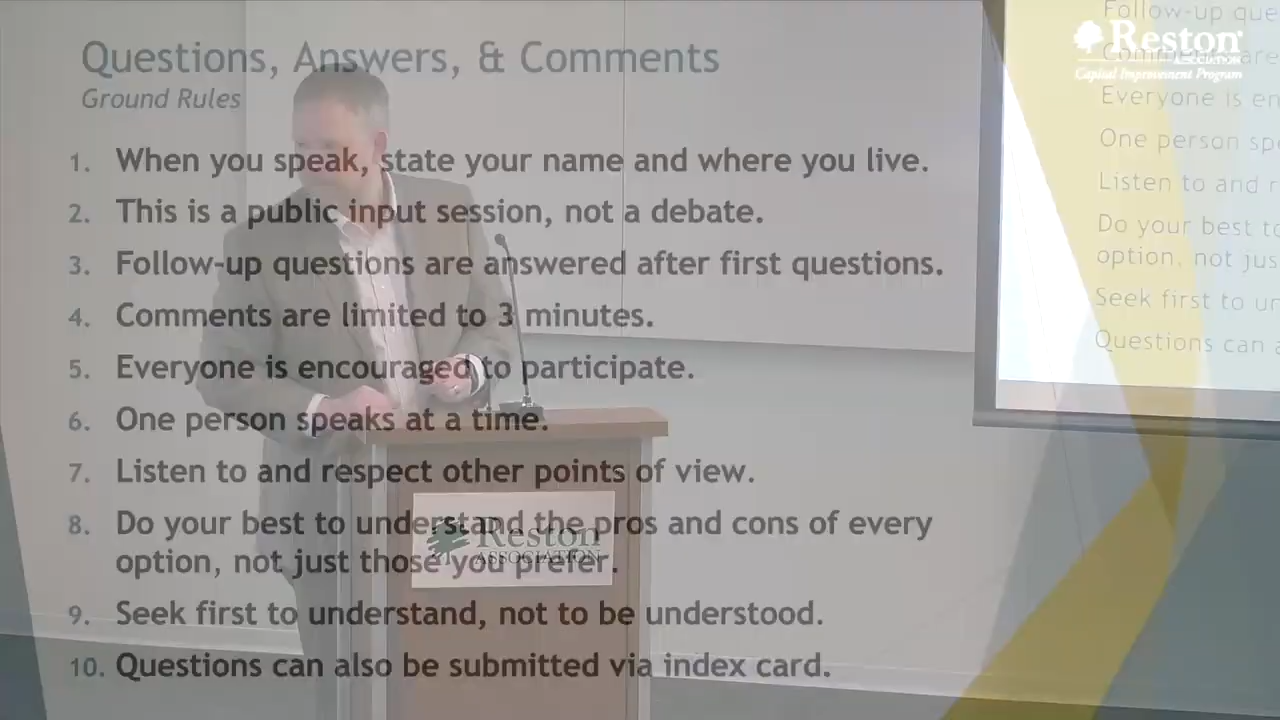 Questions, Answers, & Comments
Ground Rules
1. When you speak, state your name and where you live.
2. This is a public input session, not a debate.
3. Follow-up questions are answered after first questions.
4. Comments are limited to 3 minutes.
5. Everyone is encouraged to participate.
6. One person speaks at a time.
7. Listen to and respect other points of view.
8. Do your best to understand the pros and cons of every
option, not just those you prefer.
9. Seek first to understand, not to be understood.
10. Questions can also be submitted via index card.
Reston
ASSOCIATION
Reston
ASSOCIATION
Capital Improvement Program
Follow-up que
Comments are
Everyone is en
One person spe
Listen to and r
Do your best to
option, not jus
Seek first to un
Questions can a